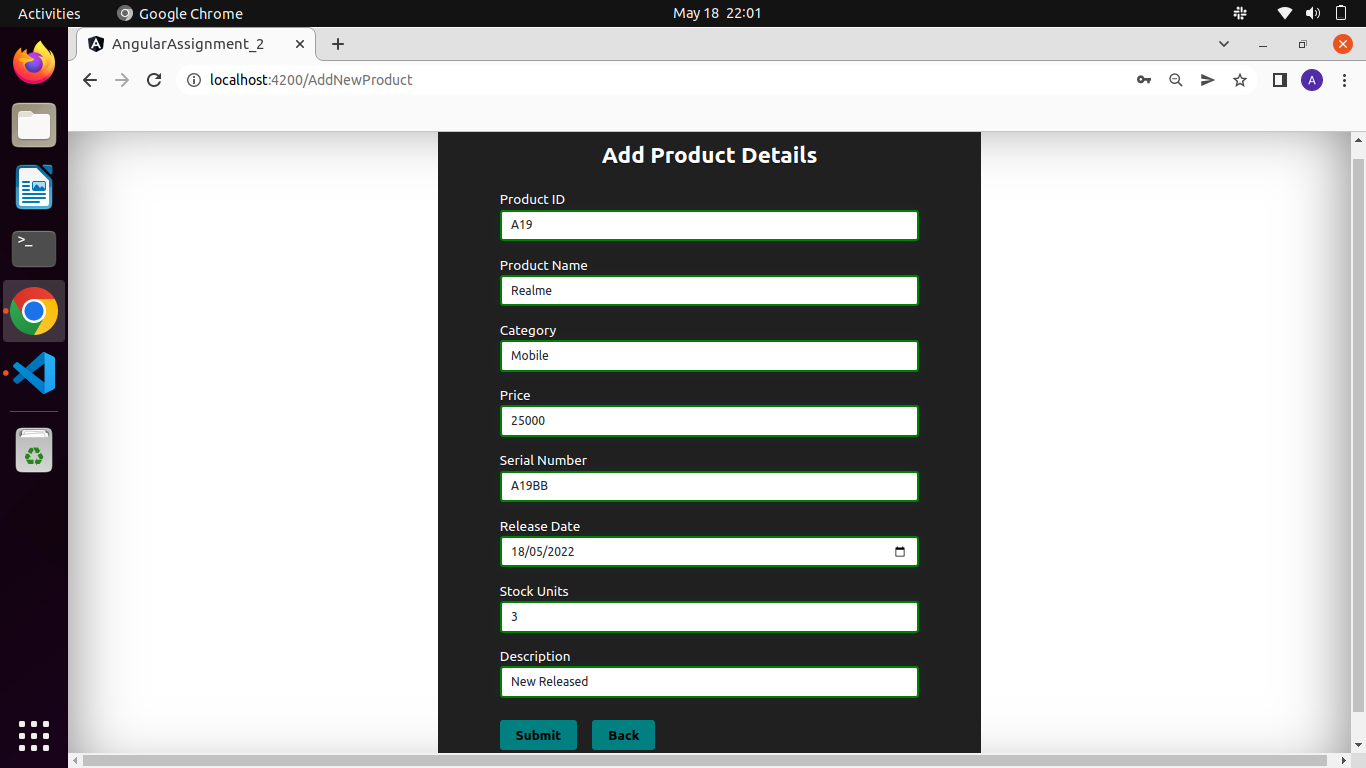 Activities
Google Chrome
May 18 22:01
AngularAssignment_2
localhost:4200/AddNewProduct
A
Add Product Details
Product ID
A19
Product Name
Realme
Category
Mobile
Price
25000
Serial Number
A19BB
Release Date
18/05/2022
Stock Units
3
Description
New Released
Submit
Back